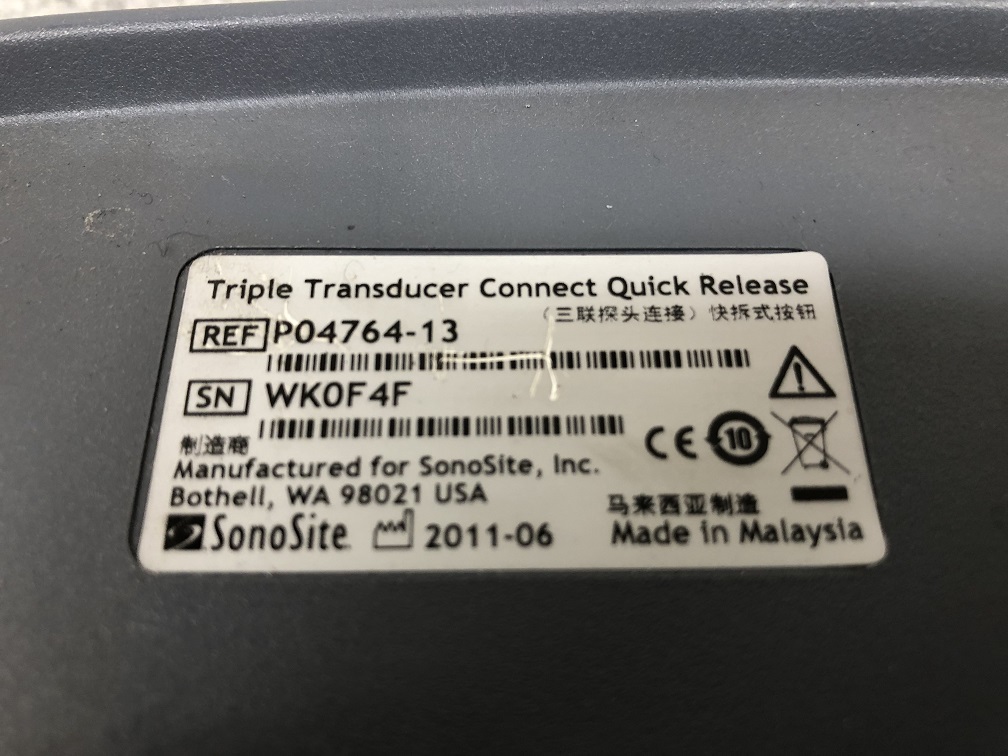 Triple Transducer Connect Quick Release
（三联探头连接）快拆式按钮
REF P04764-13
SN WK0F4F
制造商
Manufactured for SonoSite, Inc.
Bothell, WA 98021 USA
CE 10
马来西亚制造
SonoSite 2011-06 Made in Malaysia